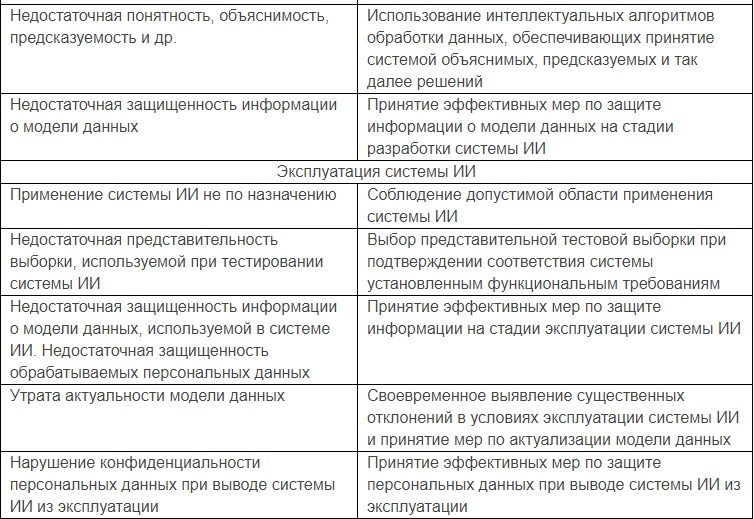 Недостаточная понятность, объяснимость,
предсказуемость и др.
Использование интеллектуальных алгоритмов
обработки данных, обеспечивающих принятие
системой объяснимых, предсказуемых и так
далее решений
Недостаточная защищенность информации
о модели данных
Принятие эффективных мер по защите
информации о модели данных на стадии
разработки системы ИИ
Эксплуатация системы ИИ
Применение системы ИИ не по назначению
Соблюдение допустимой области применения
системы ИИ
Недостаточная представительность
выборки, используемой при тестировании
системы ИИ
Выбор представительной тестовой выборки при
подтверждении соответствия системы
установленным функциональным требованиям
Недостаточная защищенность информации
о модели данных, используемой в системе
ИИ. Недостаточная защищенность
обрабатываемых персональных данных
Принятие эффективных мер по защите
информации на стадии эксплуатации системы ИИ
Утрата актуальности модели данных
Своевременное выявление существенных
отклонений в условиях эксплуатации системы ИИ
и принятие мер по актуализации модели данных
Нарушение конфиденциальности
персональных данных при выводе системы
ИИ из эксплуатации
Принятие эффективных мер по защите
персональных данных при выводе системы ИИ из
эксплуатации